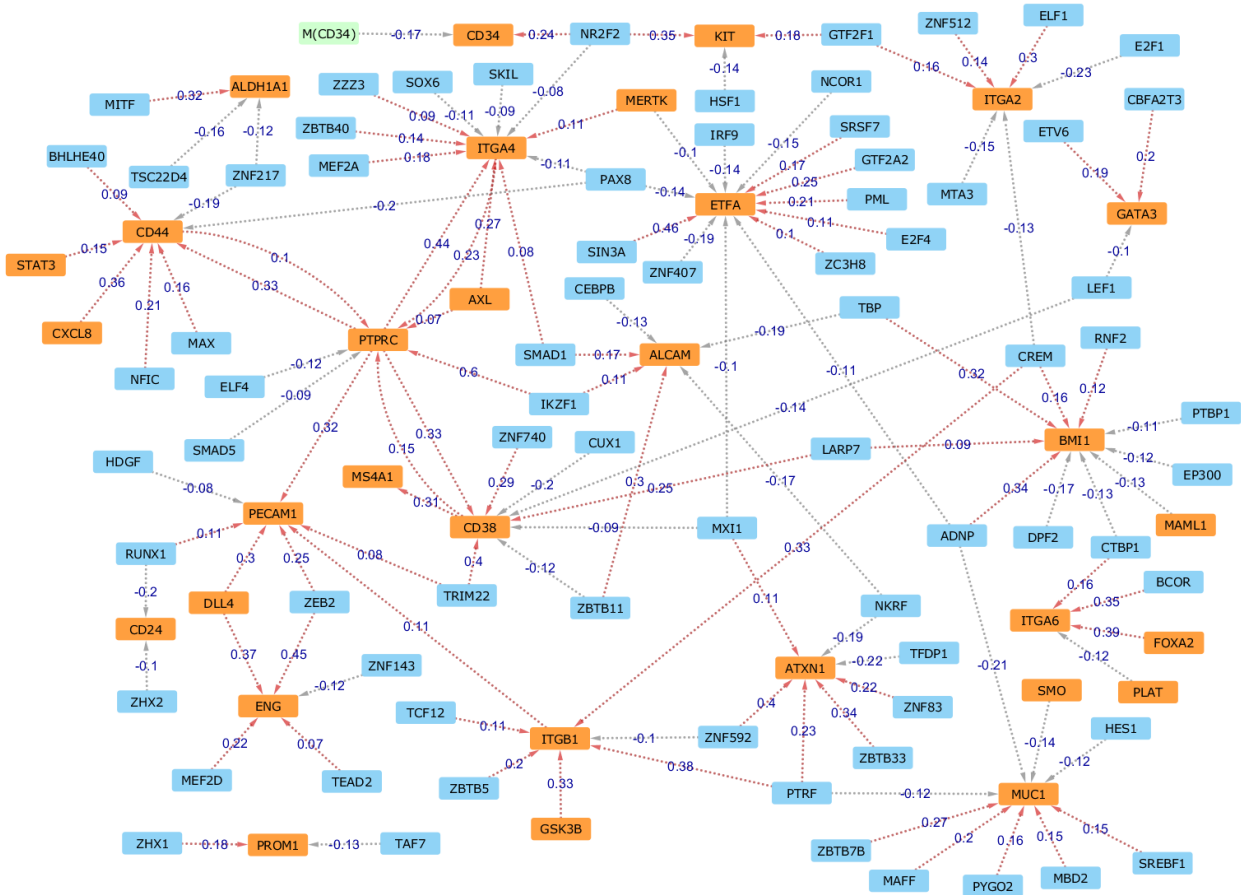 ZNF512
ELF1
M(CD34)
-0.17
CD34
0.24
NR2F2
0.35
KIT
0.18
GTF2F1
E2F1
0.14
0.3
-0.23
0.16
ZZZ3
SOX6
SKIL
-0.08
-0.14
NCOR1
ALDH1A1
MITF
0.32
MERTK
HSF1
ITGA2
CBFA2T3
0.09
-0.11
-0.09
0.11
ZBTB40
0.14
ITGA4
IRF9
-0.15
SRSF7
ETV6
-0.16
-0.12
-0.1
BHLHE40
MEF2A
0.18
-0.11
-0.14
0.17
GTF2A2
-0.15
0.2
TSC22D4
ZNF217
PAX8
-0.14
0.25
0.19
0.09
-0.19
-0.2
ETFA
0.21
PML
MTA3
GATA3
CD44
0.27
0.46
-0.19
0.11
E2F4
STAT3
0.15
0.1
0.44
0.23
0.08
SIN3A
0.1
-0.13
-0.1
0.36
0.33
ZNF407
ZC3H8
0.21
0.16
AXL
CEBPB
LEF1
TBP
CXCL8
0.07
-0.13
-0.19
MAX
PTPRC
SMAD1
0.17
ALCAM
RNF2
NFIC
-0.12
CREM
ELF4
0.6
0.11
-0.1
-0.11
0.32
0.16
0.12
-0.09
IKZF1
-0.14
0.32
0.33
PTBP1
SMAD5
0.15
ZNF740
CUX1
LARP7
0.09
BMI1
-0.11
HDGF
-0.12
EP300
MS4A1
0.29
-0.2
0.3
0.25
-0.17
0.34
-0.17
-0.13
-0.13
-0.08
0.31
PECAM1
CD38
-0.09
MXI1
ADNP
DPF2
MAML1
CTBP1
RUNX1
0.11
0.33
0.3
0.25
0.08
0.4
-0.12
-0.2
TRIM22
0.16
BCOR
DLL4
ZEB2
ZBTB11
0.11
NKRF
0.35
CD24
0.11
ITGA6
0.39
FOXA2
-0.19
TFDP1
-0.1
0.37
0.45
ZNF143
ATXN1
-0.22
-0.12
-0.12
-0.21
SMO
PLAT
ZHX2
ENG
TCF12
0.4
0.22
ZNF83
0.11
0.34
HES1
ITGB1
-0.1
ZNF592
0.22
0.07
0.23
-0.14
-0.12
0.2
0.38
ZBTB33
MEF2D
TEAD2
ZBTB5
0.33
PTRF
-0.12
MUC1
GSK3B
0.27
0.2
0.16
0.15
0.15
ZHX1
0.18
PROM1
-0.13
TAF7
ZBTB7B
SREBF1
MAFF
PYGO2
MBD2